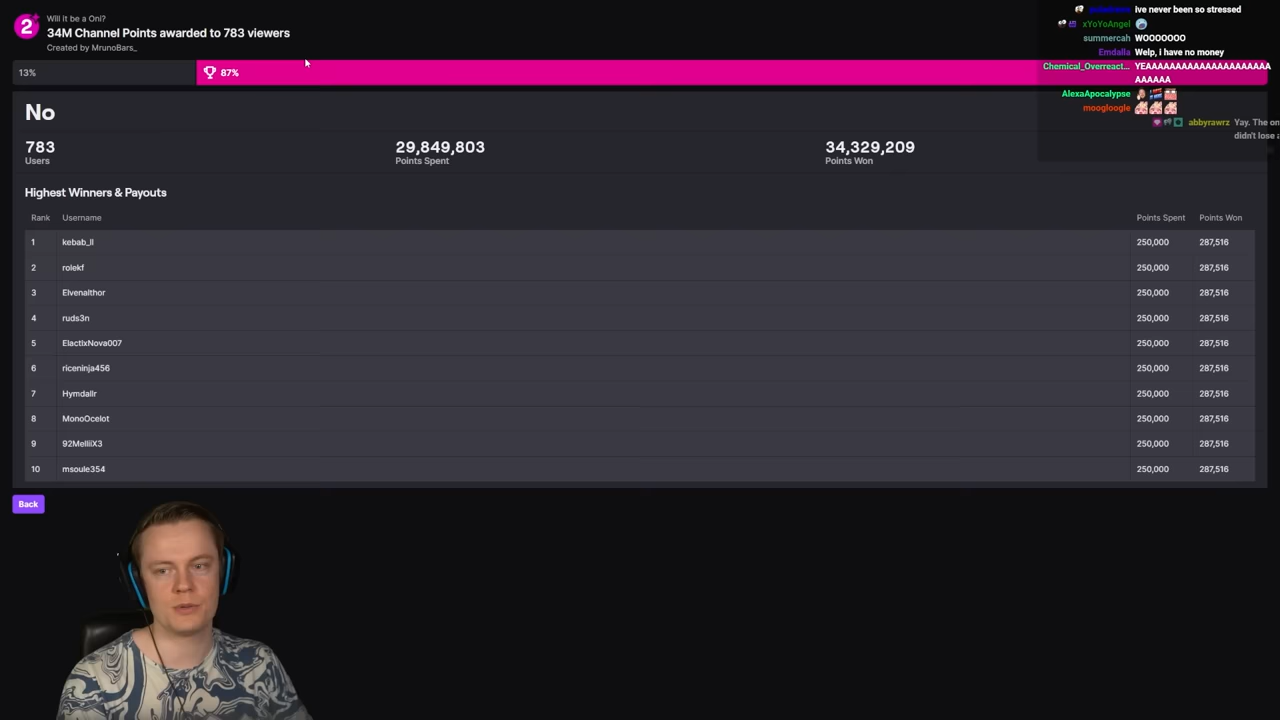 2
Will it be a Oni?
34M Channel Points awarded to 783 viewers
Created by MrunoBars_
13%
87%
No
783
Users
29,849,803
Points Spent
34,329,209
Points Won
Highest Winners & Payouts
Rank Username Points Spent Points Won
1 kebab_ll 250,000 287,516
2 rolekf 250,000 287,516
3 Elvenalthor 250,000 287,516
4 ruds3n 250,000 287,516
5 ElactixNova007 250,000 287,516
6 riceninja456 250,000 287,516
7 Hymdallr 250,000 287,516
8 MonoOcelot 250,000 287,516
9 92MelliiX3 250,000 287,516
10 msoule354 250,000 287,516
Back
Ive never been so stressed
xYoYoAngel
summercah WOOOOOOO
Emdalla Welp, i have no money
Chemical_Overreact... YEAAAAAAAAAAAAAAAAAAAAA
AAAAAA
AlexaApocalypse
moogloogle
abbyrawrz Yay. The on
didn't lose a